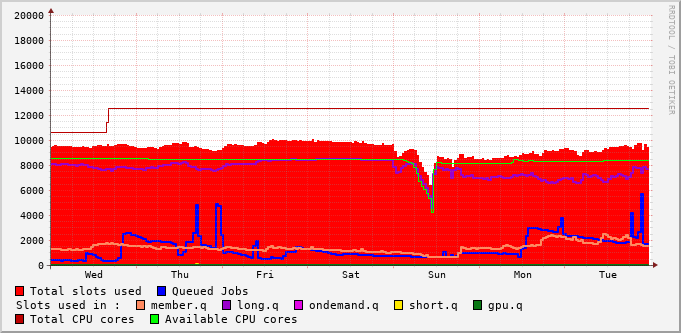 RRDTOOL / TOBI OETIKER
20000
18000
16000
14000
12000
10000
8000
6000
4000
2000
0
Wed Thu Fri Sat Sun Mon Tue
Total slots used Queued Jobs
Slots used in : member.q long.q ondemand.q short.q gpu.q
Total CPU cores Available CPU cores